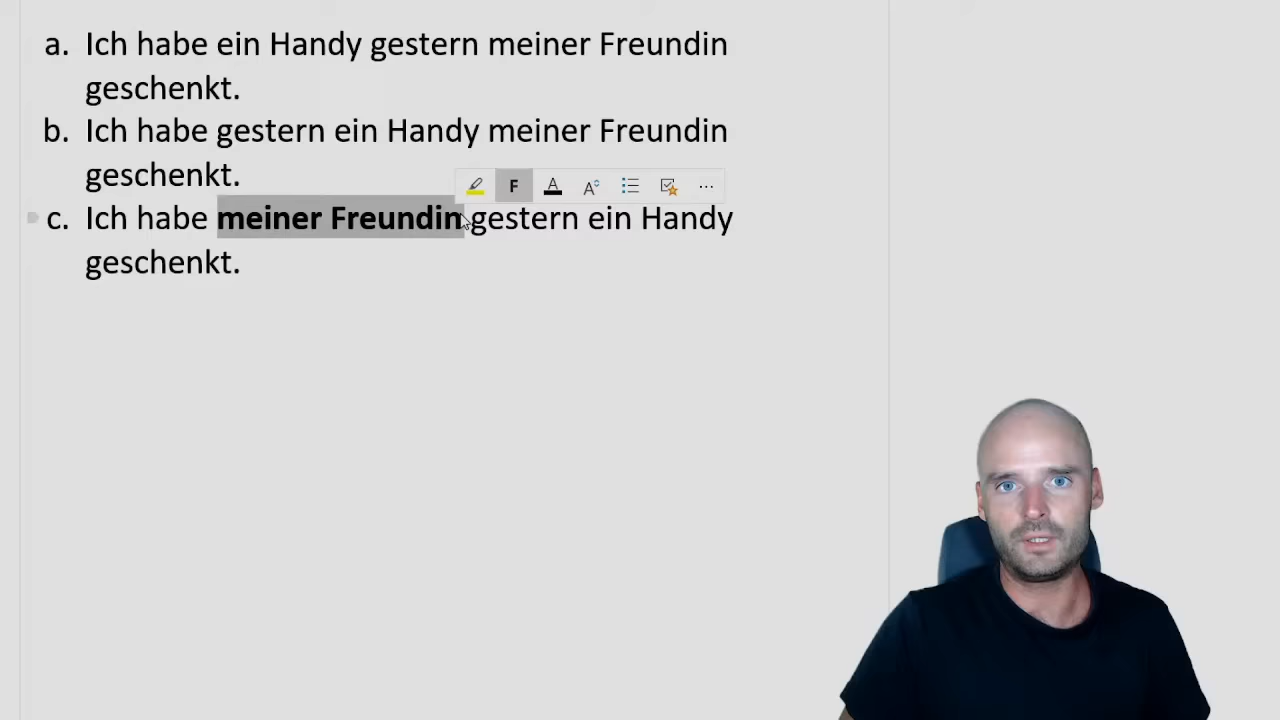 a. Ich habe ein Handy gestern meiner Freundin
geschenkt.
b. Ich habe gestern ein Handy meiner Freundin
geschenkt.
F A A ...
c. Ich habe meiner Freundin gestern ein Handy
geschenkt.